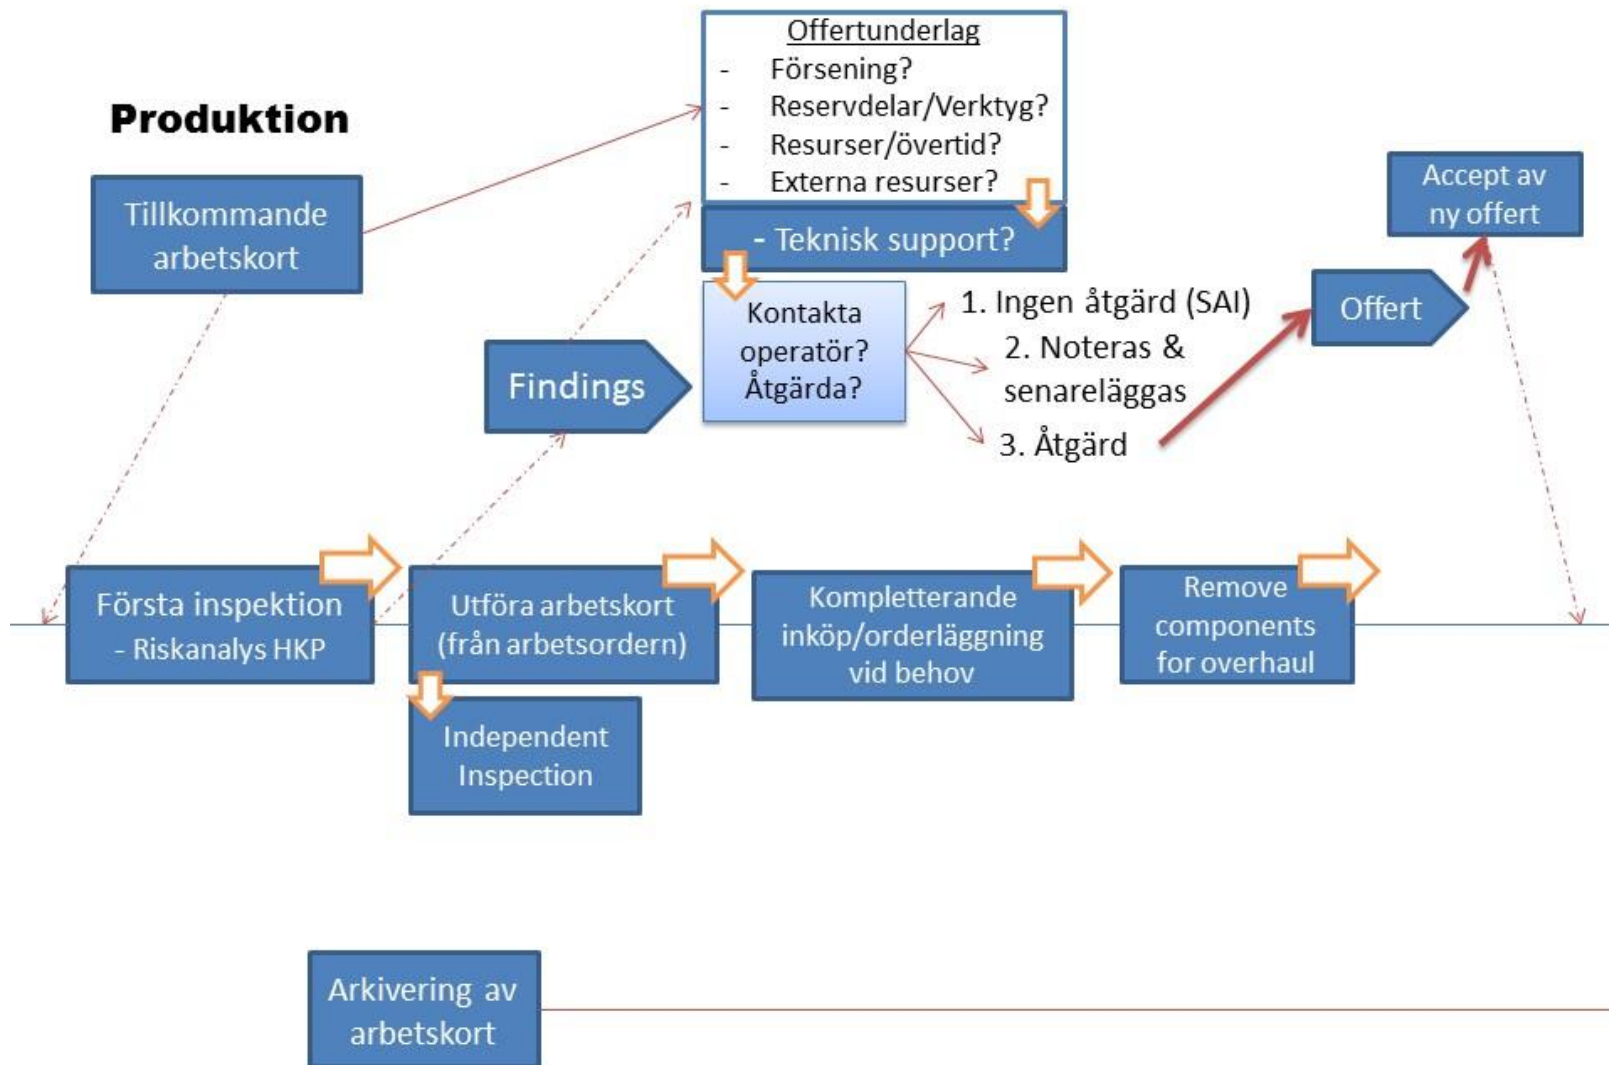 Produktion
Offertunderlag
- Försening?
- Reservdelar/Verktyg?
- Resurser/övertid?
- Externa resurser?
- Teknisk support?
Tillkommande
arbetskort
Accept av
ny offert
Findings
Kontakta
operatör?
Åtgärda?
1. Ingen åtgärd (SAI)
2. Noteras &
senareläggas
3. Åtgärd
Offert
Första inspektion
- Riskanalys HKP
Utföra arbetskort
(från arbetsordern)
Kompletterande
inköp/orderläggning
vid behov
Remove
components
for overhaul
Independent
Inspection
Arkivering av
arbetskort